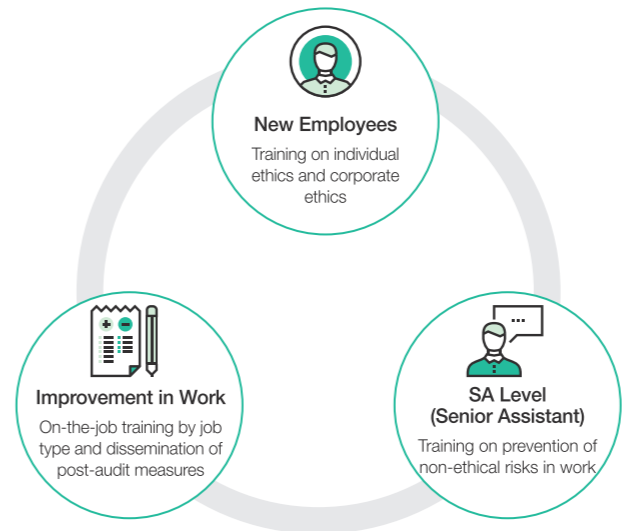 New Employees
Training on individual
ethics and corporate
ethics
Improvement in Work
On-the-job training by job
type and dissemination of
post-audit measures
SA Level
(Senior Assistant)
Training on prevention of
non-ethical risks in work